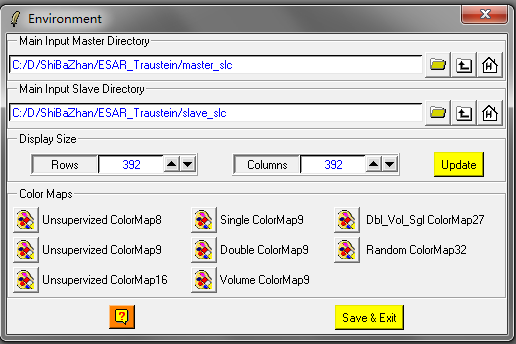 Environment
Main Input Master Directory
C:/D/ShiBaZhan/ESAR_Traustein/master_slc
Main Input Slave Directory
C:/D/ShiBaZhan/ESAR_Traustein/slave_slc
Display Size
Rows 392 Columns 392 Update
Color Maps
Unsupervized ColorMap8 Single ColorMap9 Dbl_Vol_Sgl ColorMap27
Unsupervized ColorMap9 Double ColorMap9 Random ColorMap32
Unsupervized ColorMap16 Volume ColorMap9
? Save & Exit